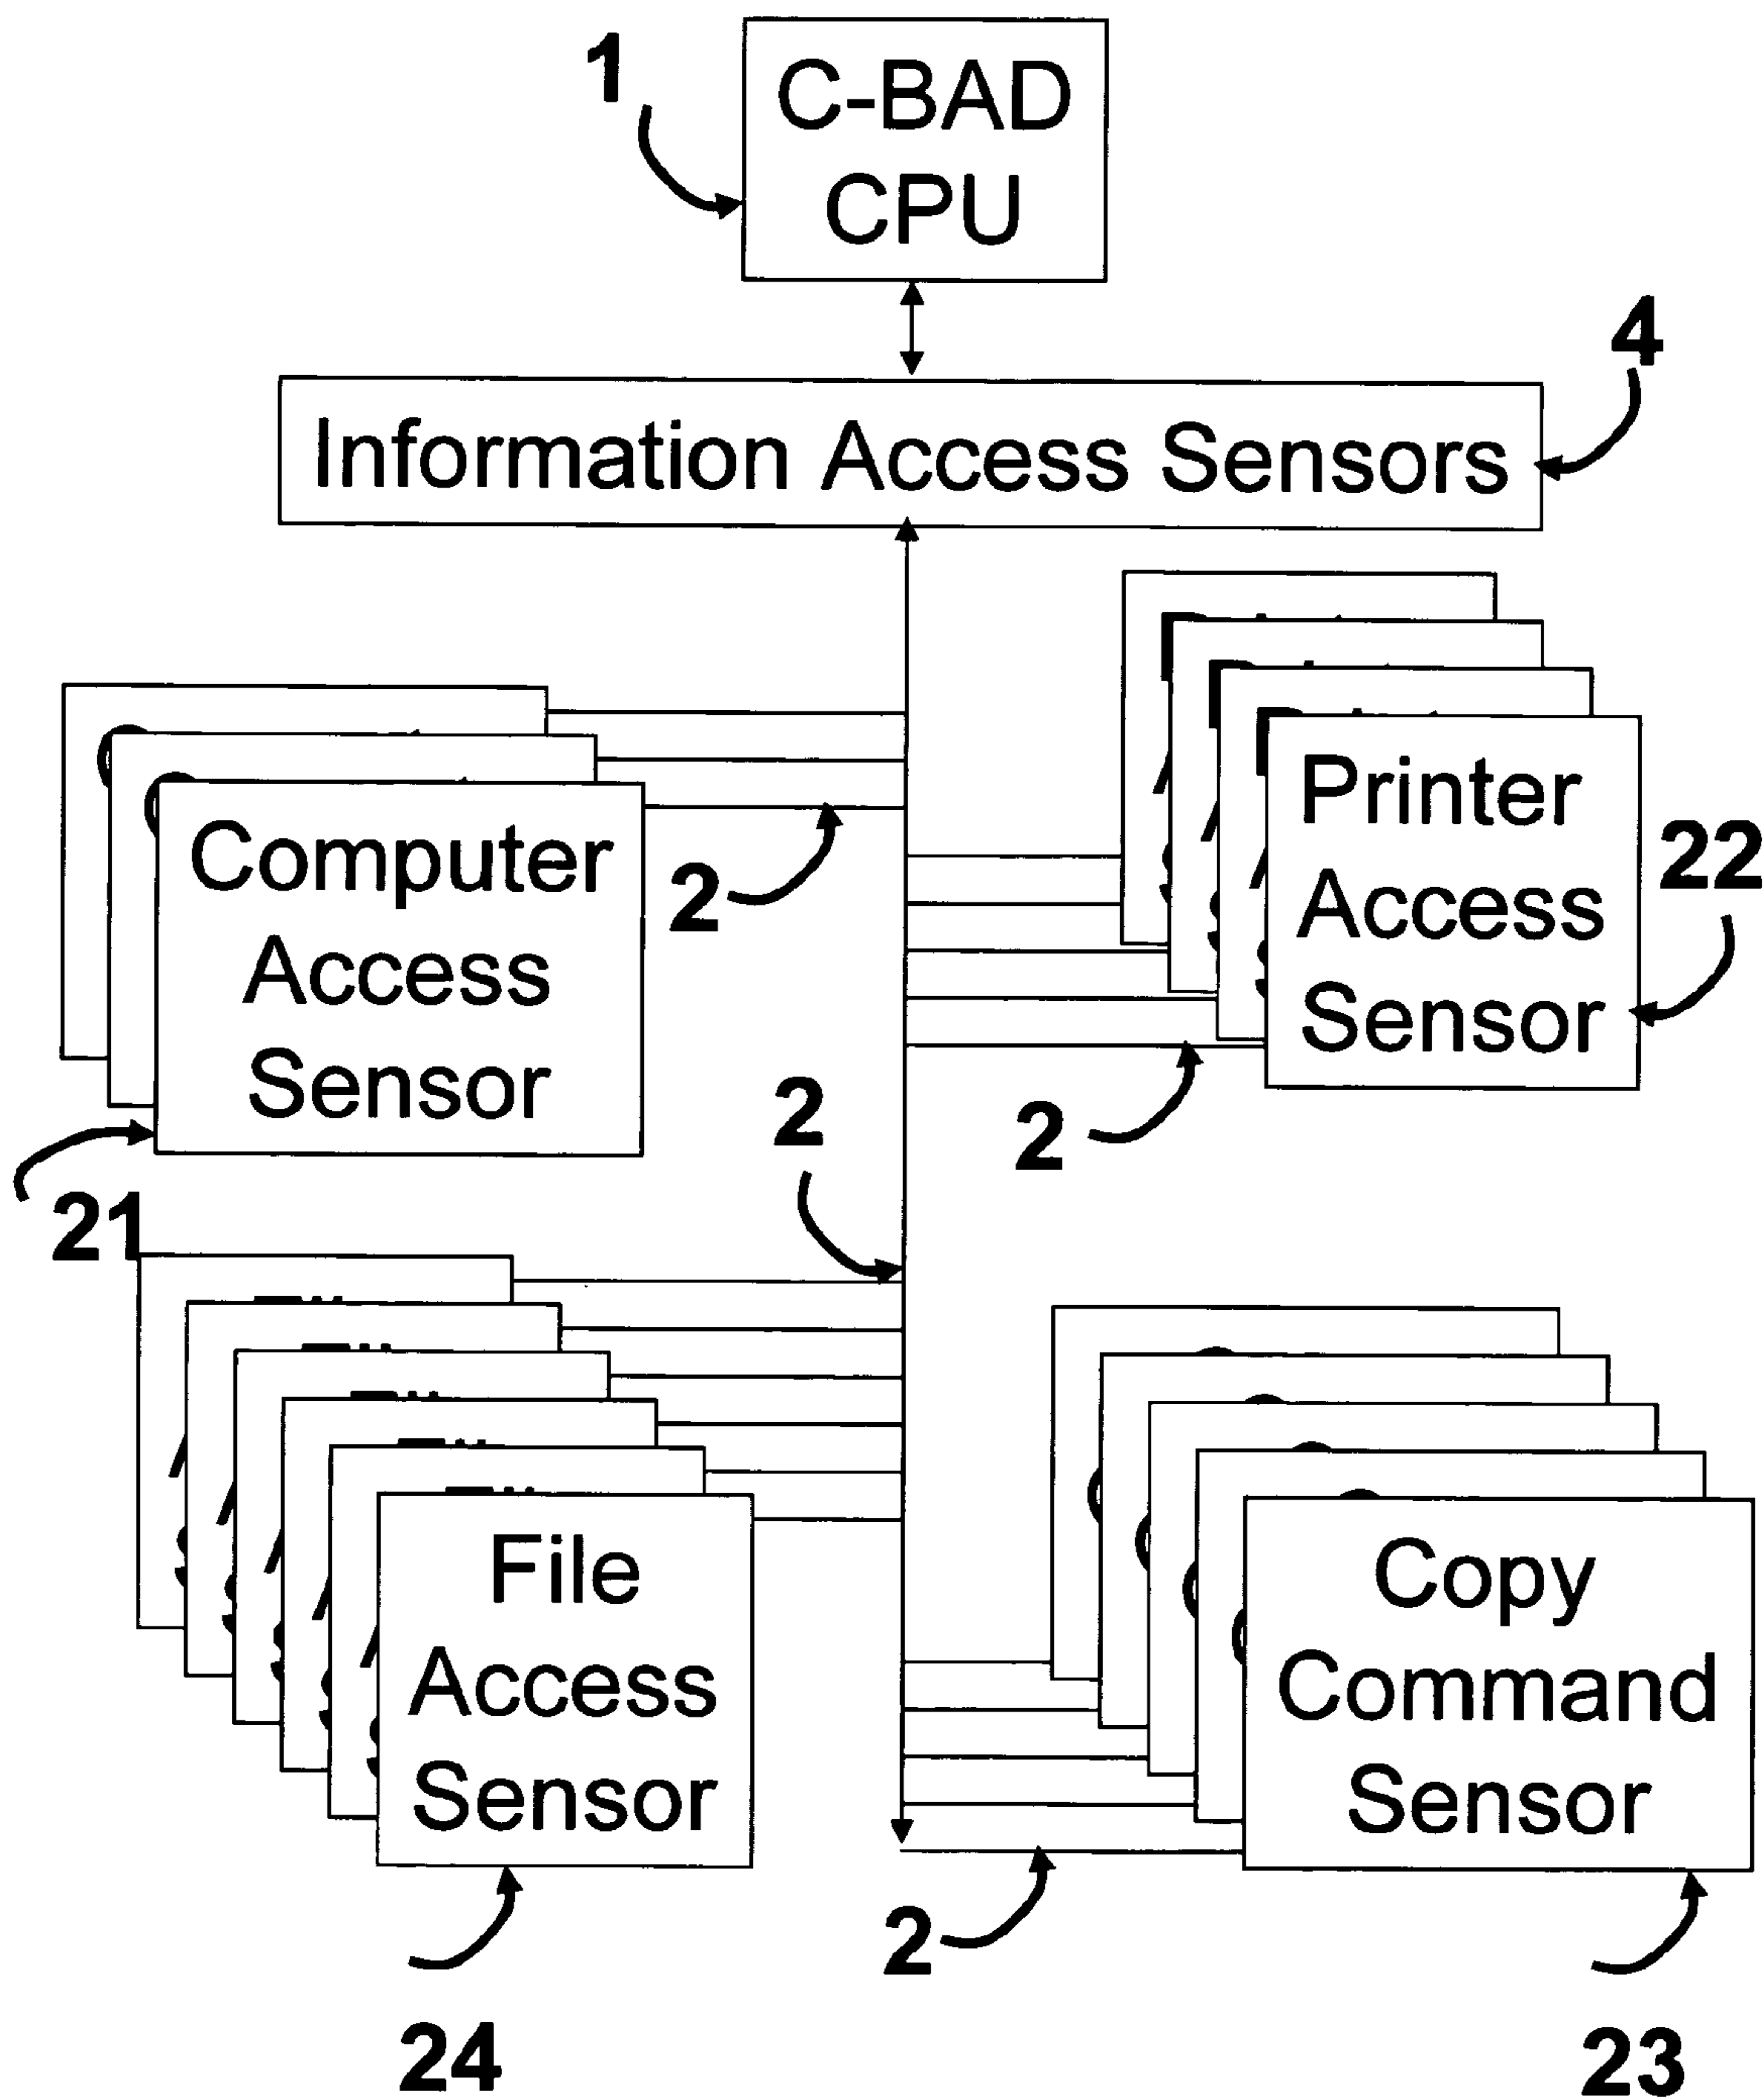 1
C-BAD
CPU
4
Information Access Sensors
Computer
Access
Sensor
2
Printer
Access
Sensor
22
2
2
21
File
Access
Sensor
Copy
Command
Sensor
2
24
23